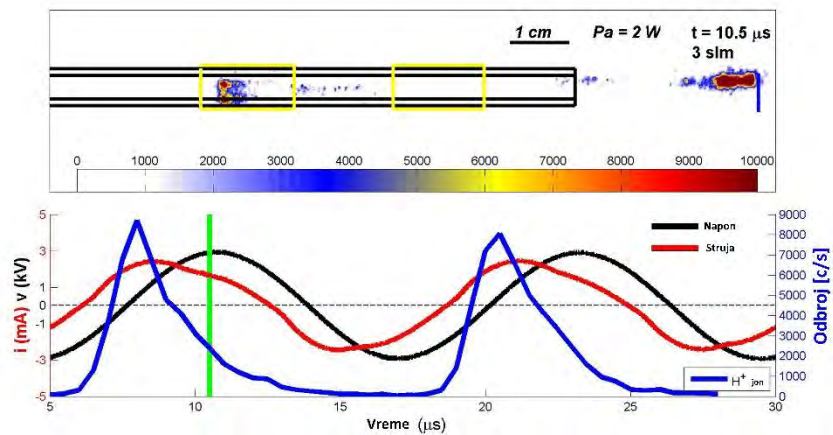 1 cm Pa = 2 W t = 10.5 μs
3 slm
0 1000 2000 3000 4000 5000 6000 7000 8000 9000 10000
i (mA) v (kV)
5
3
1
0
-1
-3
-5
Napon
Struja
H⁺ jon
Odbroj [c/s]
9000
8000
7000
6000
5000
4000
3000
2000
1000
0
5 10 15 20 25 30
Vreme (μs)